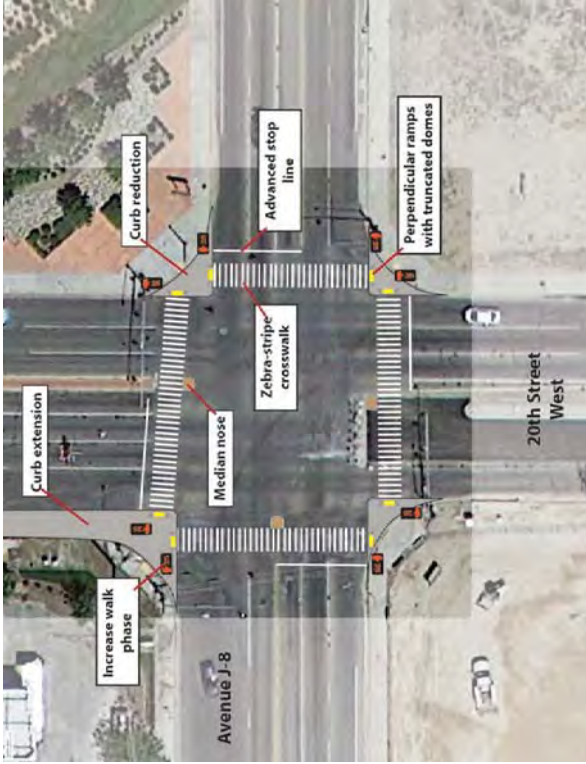 Curb extension
Increase walk
phase
Curb reduction
Avenue J-8
Median nose
Zebra-stripe
crosswalk
Advanced stop
line
Perpendicular ramps
with truncated domes
20th Street
West